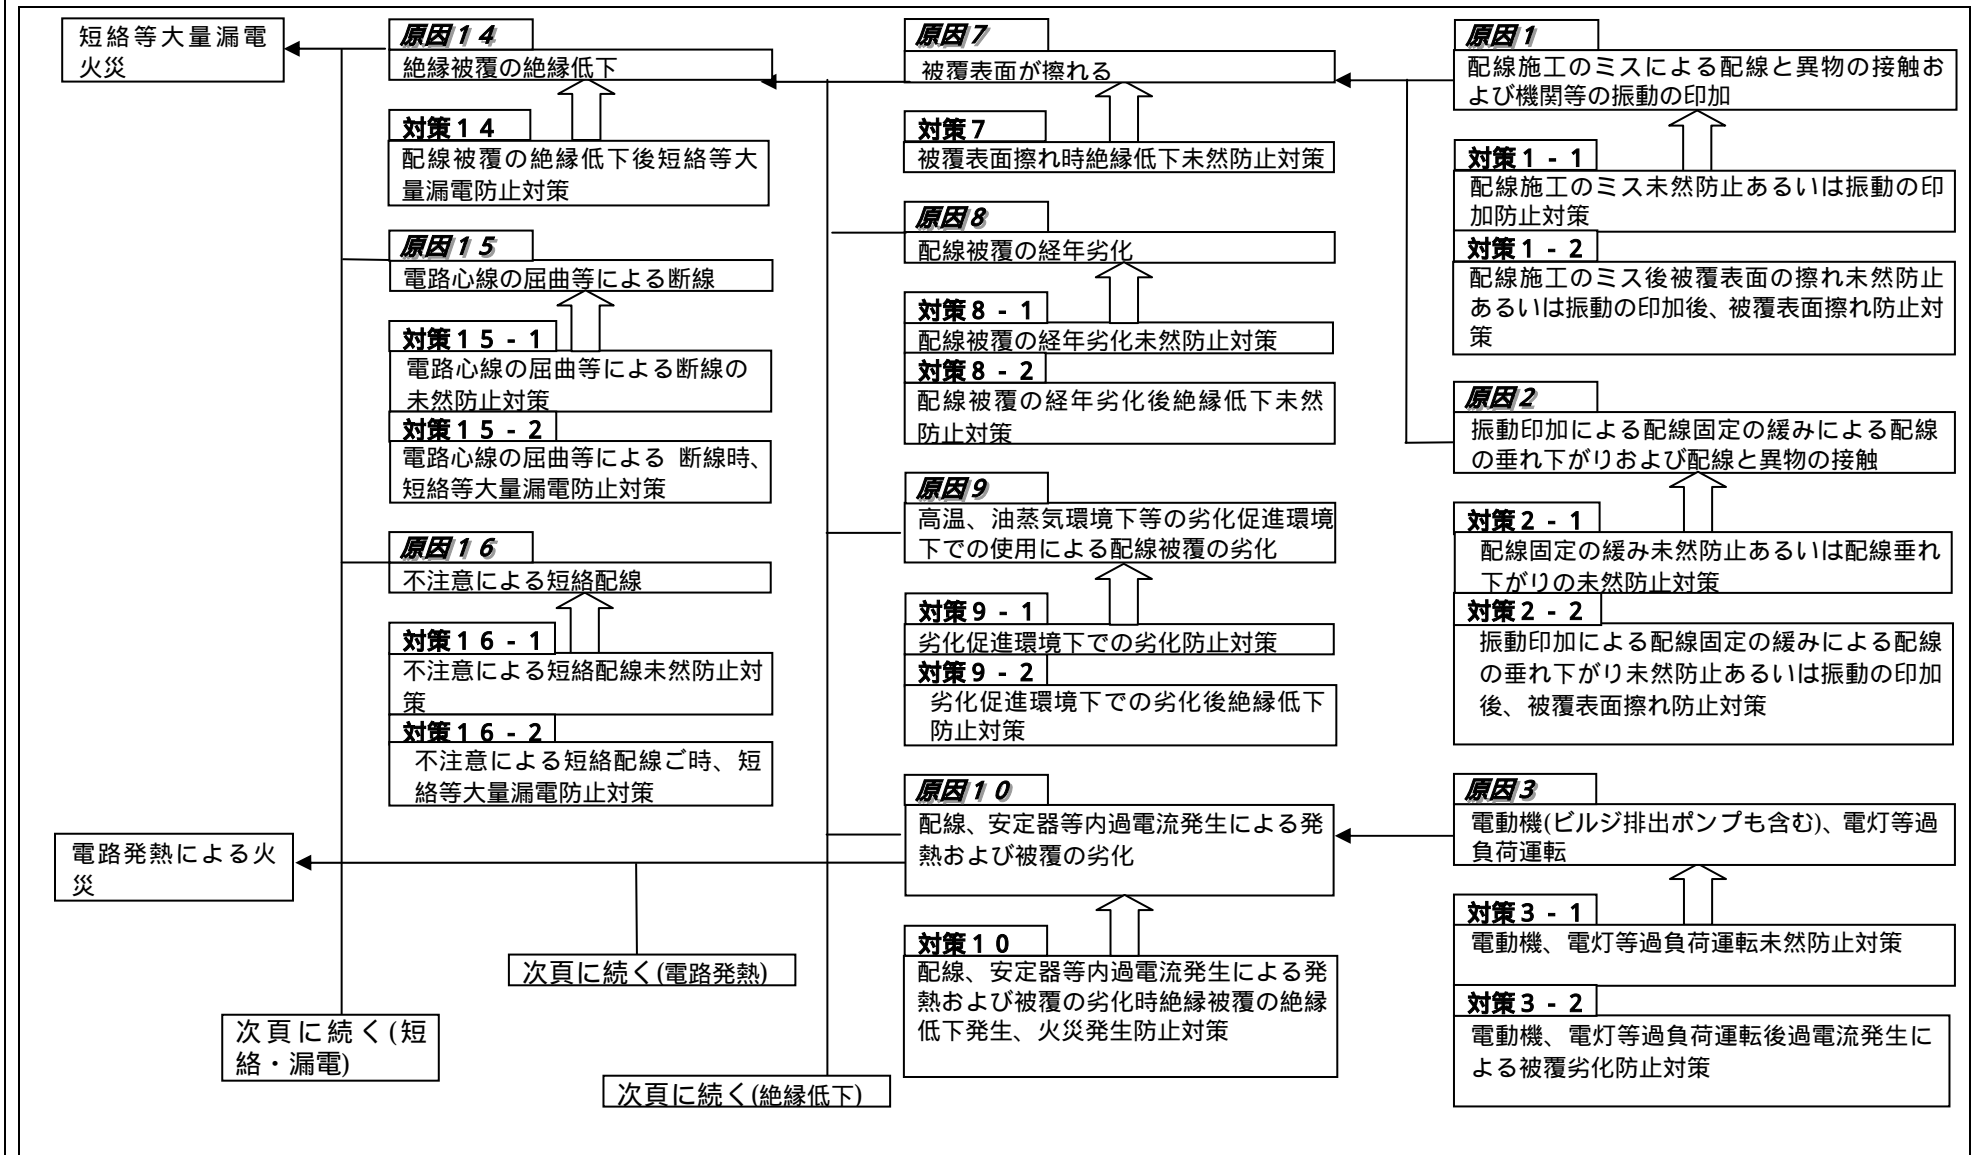 短絡等大量漏電
火災
原因１４
絶縁被覆の絶縁低下
対策１４
配線被覆の絶縁低下後短絡等大
量漏電防止対策
原因１５
電路心線の屈曲等による断線
対策１５‐１
電路心線の屈曲等による断線の
未然防止対策
対策１５‐２
電路心線の屈曲等による 断線時、
短絡等大量漏電防止対策
原因１６
不注意による短絡配線
対策１６‐１
不注意による短絡配線未然防止対
策
対策１６‐２
不注意による短絡配線ご時、短
絡等大量漏電防止対策
電路発熱による火
災
次頁に続く(電路発熱)
次頁に続く(短
絡・漏電)
次頁に続く(絶縁低下)
原因７
被覆表面が擦れる
対策７
被覆表面擦れ時絶縁低下未然防止対策
原因８
配線被覆の経年劣化
対策８‐１
配線被覆の経年劣化未然防止対策
対策８‐２
配線被覆の経年劣化後絶縁低下未然
防止対策
原因９
高温、油蒸気環境下等の劣化促進環境
下での使用による配線被覆の劣化
対策９‐１
劣化促進環境下での劣化防止対策
対策９‐２
劣化促進環境下での劣化後絶縁低下
防止対策
原因１０
配線、安定器等内過電流発生による発
熱および被覆の劣化
対策１０
配線、安定器等内過電流発生による発
熱および被覆の劣化時絶縁被覆の絶縁
低下発生、火災発生防止対策
原因１
配線施工のミスによる配線と異物の接触お
よび機関等の振動の印加
対策１‐１
配線施工のミス未然防止あるいは振動の印
加防止対策
対策１‐２
配線施工のミス後被覆表面の擦れ未然防止
あるいは振動の印加後、被覆表面擦れ防止対
策
原因２
振動印加による配線固定の緩みによる配線
の垂れ下がりおよび配線と異物の接触
対策２‐１
配線固定の緩み未然防止あるいは配線垂れ
下がりの未然防止対策
対策２‐２
振動印加による配線固定の緩みによる配線
の垂れ下がり未然防止あるいは振動の印加
後、被覆表面擦れ防止対策
原因３
電動機(ビルジ排出ポンプも含む)、電灯等過
負荷運転
対策３‐１
電動機、電灯等過負荷運転未然防止対策
対策３‐２
電動機、電灯等過負荷運転後過電流発生に
よる被覆劣化防止対策